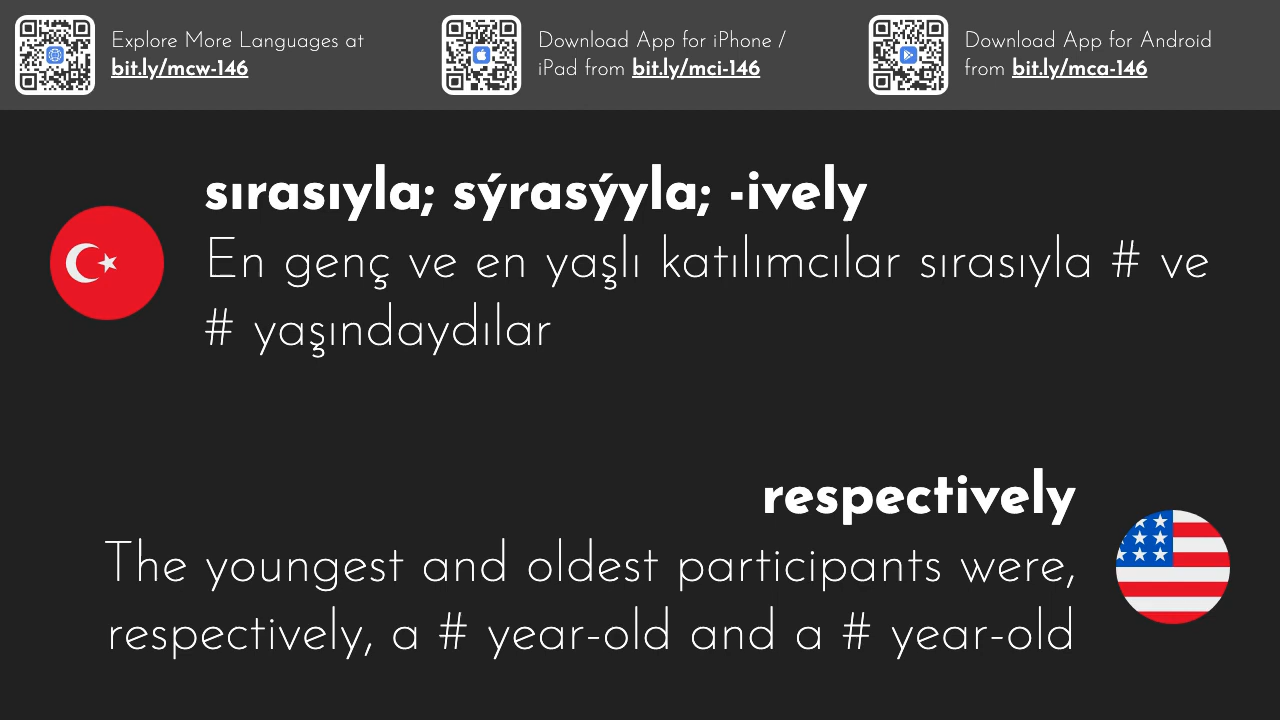 Explore More Languages at
bit.ly/mcw-146
Download App for iPhone /
iPad from bit.ly/mci-146
Download App for Android
from bit.ly/mca-146
sırasıyla; sýrasýyla; -ively
En genç ve en yaşlı katılımcılar sırasıyla # ve
# yaşındaydılar
respectively
The youngest and oldest participants were,
respectively, a # year-old and a # year-old